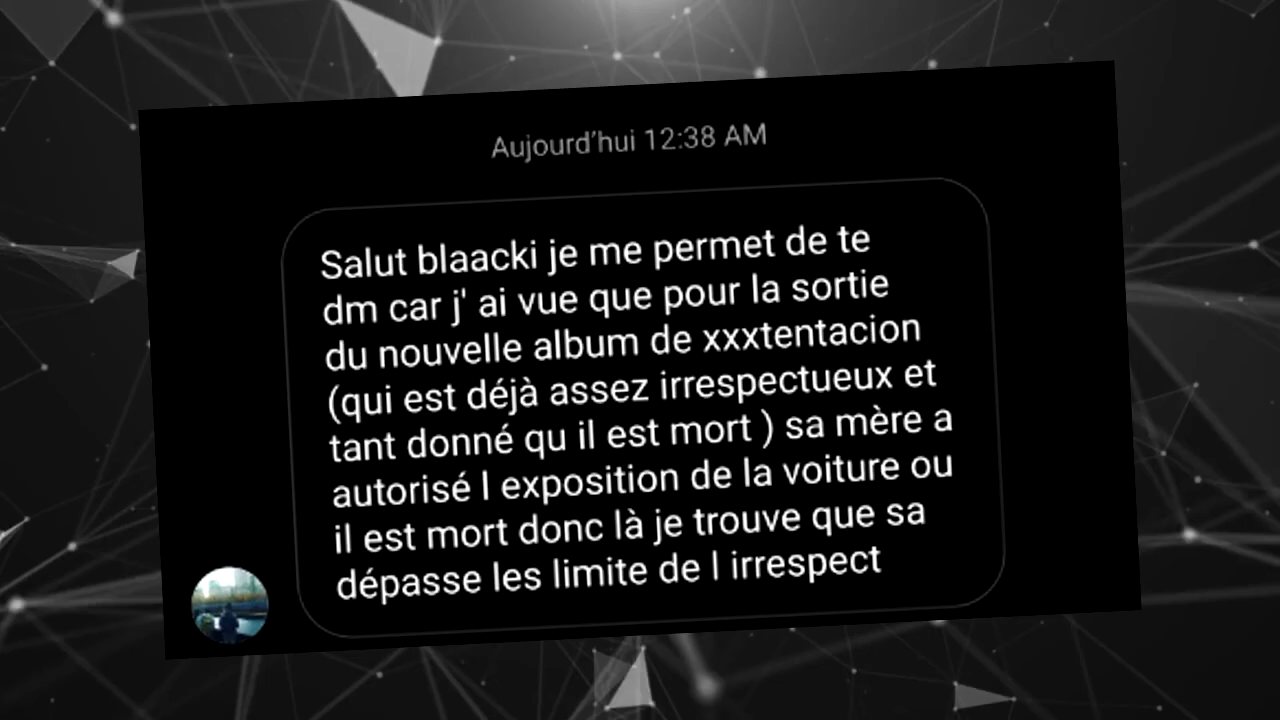 Aujourd'hui 12:38 AM
Salut blaacki je me permet de te
dm car j' ai vue que pour la sortie
du nouvelle album de xxxtentacion
(qui est déjà assez irrespectueux et
tant donné qu il est mort ) sa mère a
autorisé l exposition de la voiture ou
il est mort donc là je trouve que sa
dépasse les limite de l irrespect